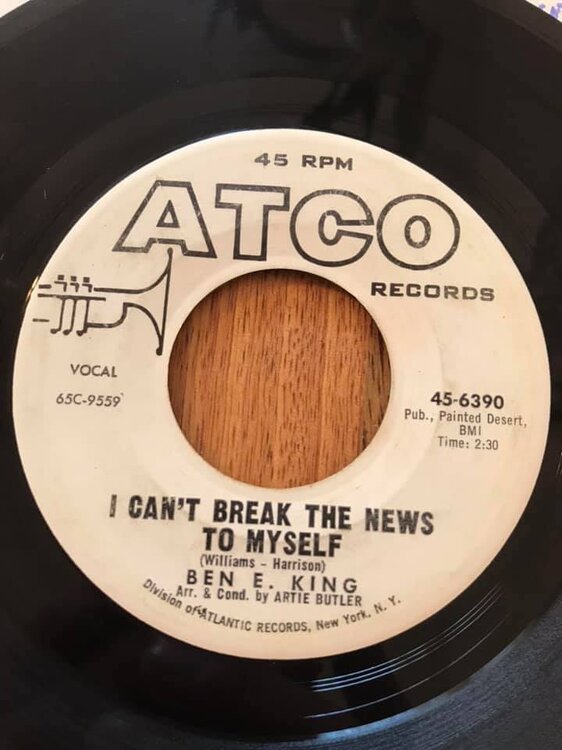 45 RPM
ATCO
RECORDS
VOCAL
65C-9559
45-6390
Pub., Painted Desert,
BMI
Time: 2:30
I CAN'T BREAK THE NEWS
TO MYSELF
(Williams - Harrison)
BEN E. KING
Arr. & Cond. by ARTIE BUTLER
Division of ATLANTIC RECORDS, New York, N. Y.